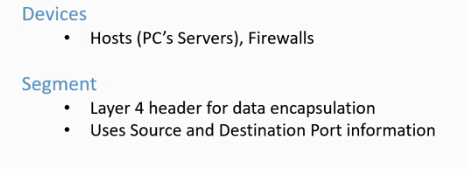 Devices
• Hosts (PC's Servers), Firewalls
Segment
• Layer 4 header for data encapsulation
• Uses Source and Destination Port information